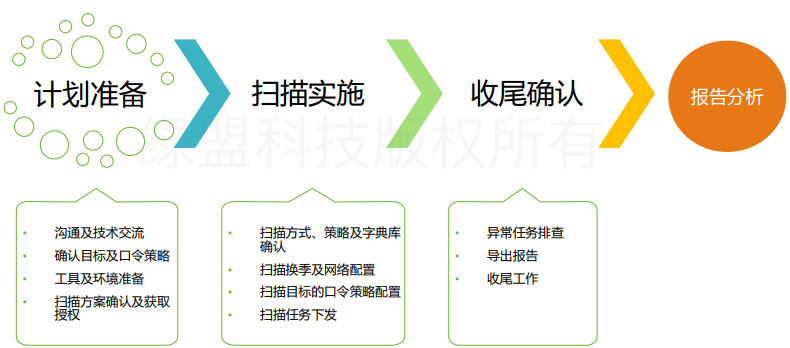 计划准备
扫描实施
收尾确认
报告分析
绿盟科技版权所有
沟通及技术交流
确认目标及口令策略
工具及环境准备
扫描方案确认及获取
授权
扫描方式、策略及字典库
确认
扫描换季及网络配置
扫描目标的口令策略配置
扫描任务下发
异常任务排查
导出报告
收尾工作